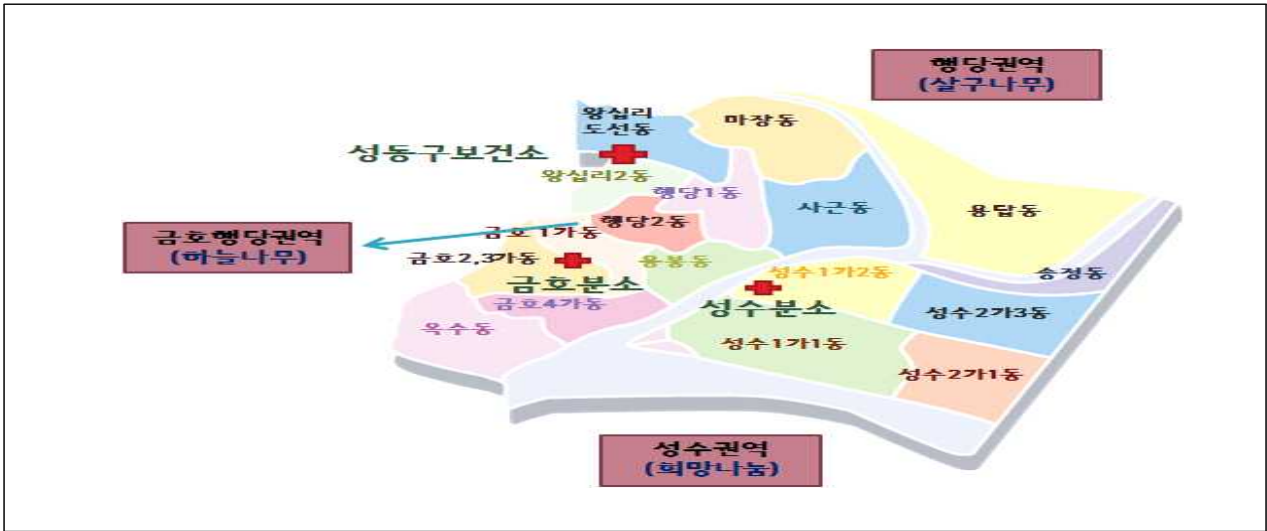 행당권역
(살구나무)
왕십리
도선동
마장동
성동구보건소
왕십리2동
행당1동
사근동
용답동
금호행당권역
(하늘나무)
금호1가동
행당2동
금호2,3가동
응봉동
성수1가2동
송정동
금호분소
성수분소
금호4가동
성수2가3동
옥수동
성수1가1동
성수2가1동
성수권역
(희망나눔)